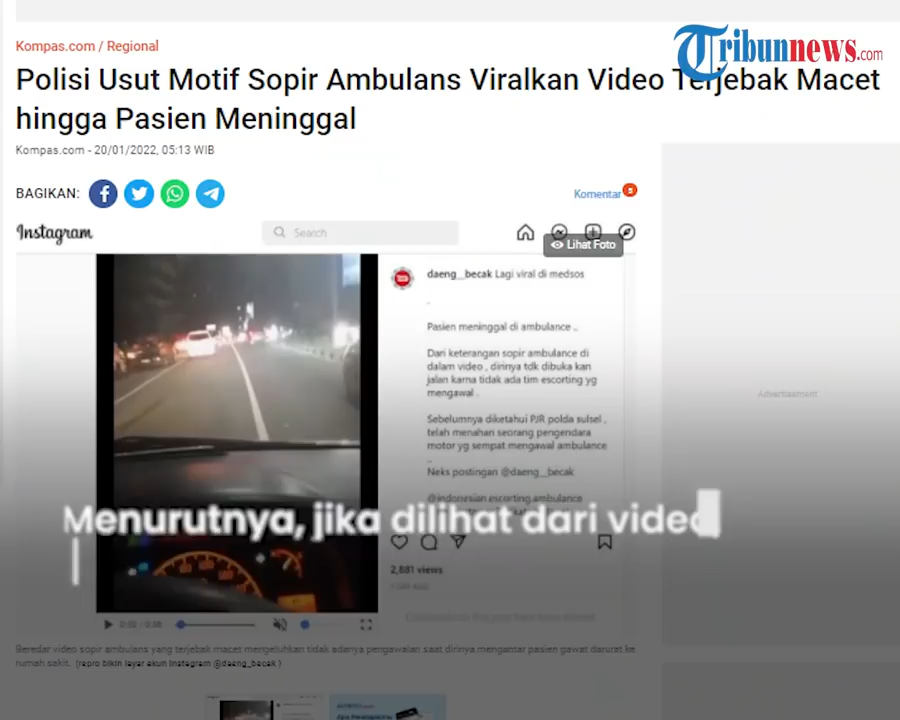 Kompas.com / Regional
Tribunnews.com
Polisi Usut Motif Sopir Ambulans Viralkan Video Terjebak Macet
hingga Pasien Meninggal
Kompas.com - 20/01/2022, 05:13 WIB
BAGIKAN:
Komentar 5
Instagram
Search
Lihat Foto
daeng__becak Lagi viral di medsos
.
Pasien meninggal di ambulance ..
Dari keterangan sopir ambulance di
dalam video , dirinya tdk dibuka kan
jalan karna tidak ada tim escorting yg
mengawal .
Advertisement
Sebelumnya diketahui PJR polda sulsel ,
telah menahan seorang pengendara
motor yg sempat mengawal ambulance
..
Neks postingan @daeng__becak
@indonesian escorting ambulance
Menurutnya, jika dilihat dari video
2,881 views
Beredar video sopir ambulans yang terjebak macet mengeluhkan tidak adanya pengawalan saat dirinya mengantar pasien gawat darurat ke
rumah sakit. (repro bikin layar akun Instagram @daeng_becak )